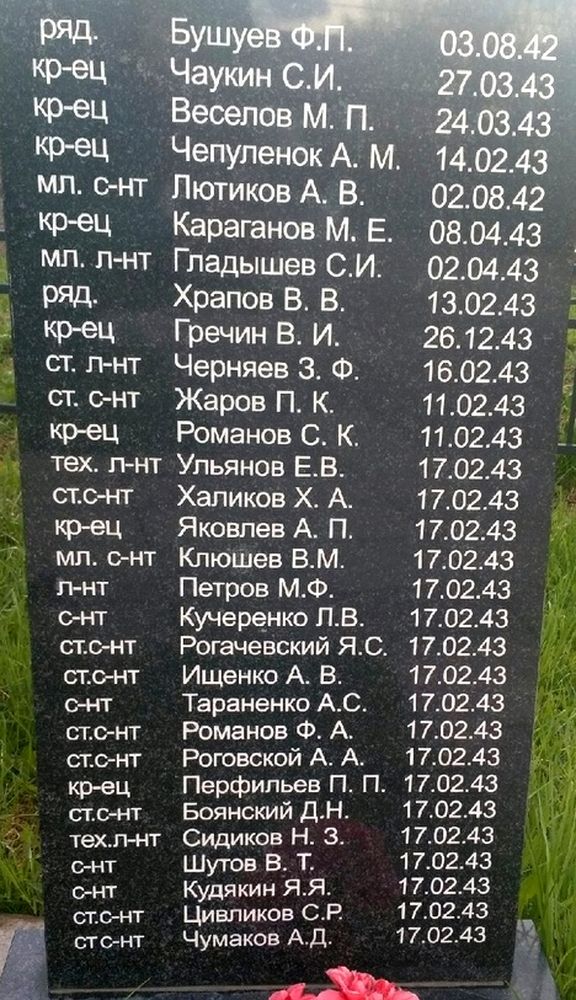 ряд. Бушуев Ф.П. 03.08.42
кр-ец Чаукин С.И. 27.03.43
кр-ец Веселов М. П. 24.03.43
кр-ец Чепуленок А. М. 14.02.43
мл. с-нт Лютиков А. В. 02.08.42
кр-ец Караганов М. Е. 08.04.43
мл. л-нт Гладышев С.И. 02.04.43
ряд. Храпов В. В. 13.02.43
кр-ец Гречин В. И. 26.12.43
ст. л-нт Черняев З. Ф. 16.02.43
ст. с-нт Жаров П. К. 11.02.43
кр-ец Романов С. К. 11.02.43
тех. л-нт Ульянов Е.В. 17.02.43
ст.с-нт Халиков Х. А. 17.02.43
кр-ец Яковлев А. П. 17.02.43
мл. с-нт Клюшев В.М. 17.02.43
л-нт Петров М.Ф. 17.02.43
с-нт Кучеренко Л.В. 17.02.43
ст.с-нт Рогачевский Я.С. 17.02.43
ст.с-нт Ищенко А. В. 17.02.43
с-нт Тараненко А.С. 17.02.43
ст.с-нт Романов Ф. А. 17.02.43
ст.с-нт Роговской А. А. 17.02.43
кр-ец Перфильев П. П. 17.02.43
ст.с-нт Боянский Д.Н. 17.02.43
тех.л-нт Сидиков Н. З. 17.02.43
с-нт Шутов В. Т. 17.02.43
с-нт Кудякин Я.Я. 17.02.43
ст.с-нт Цивликов С.Р. 17.02.43
ст с-нт Чумаков А.Д. 17.02.43